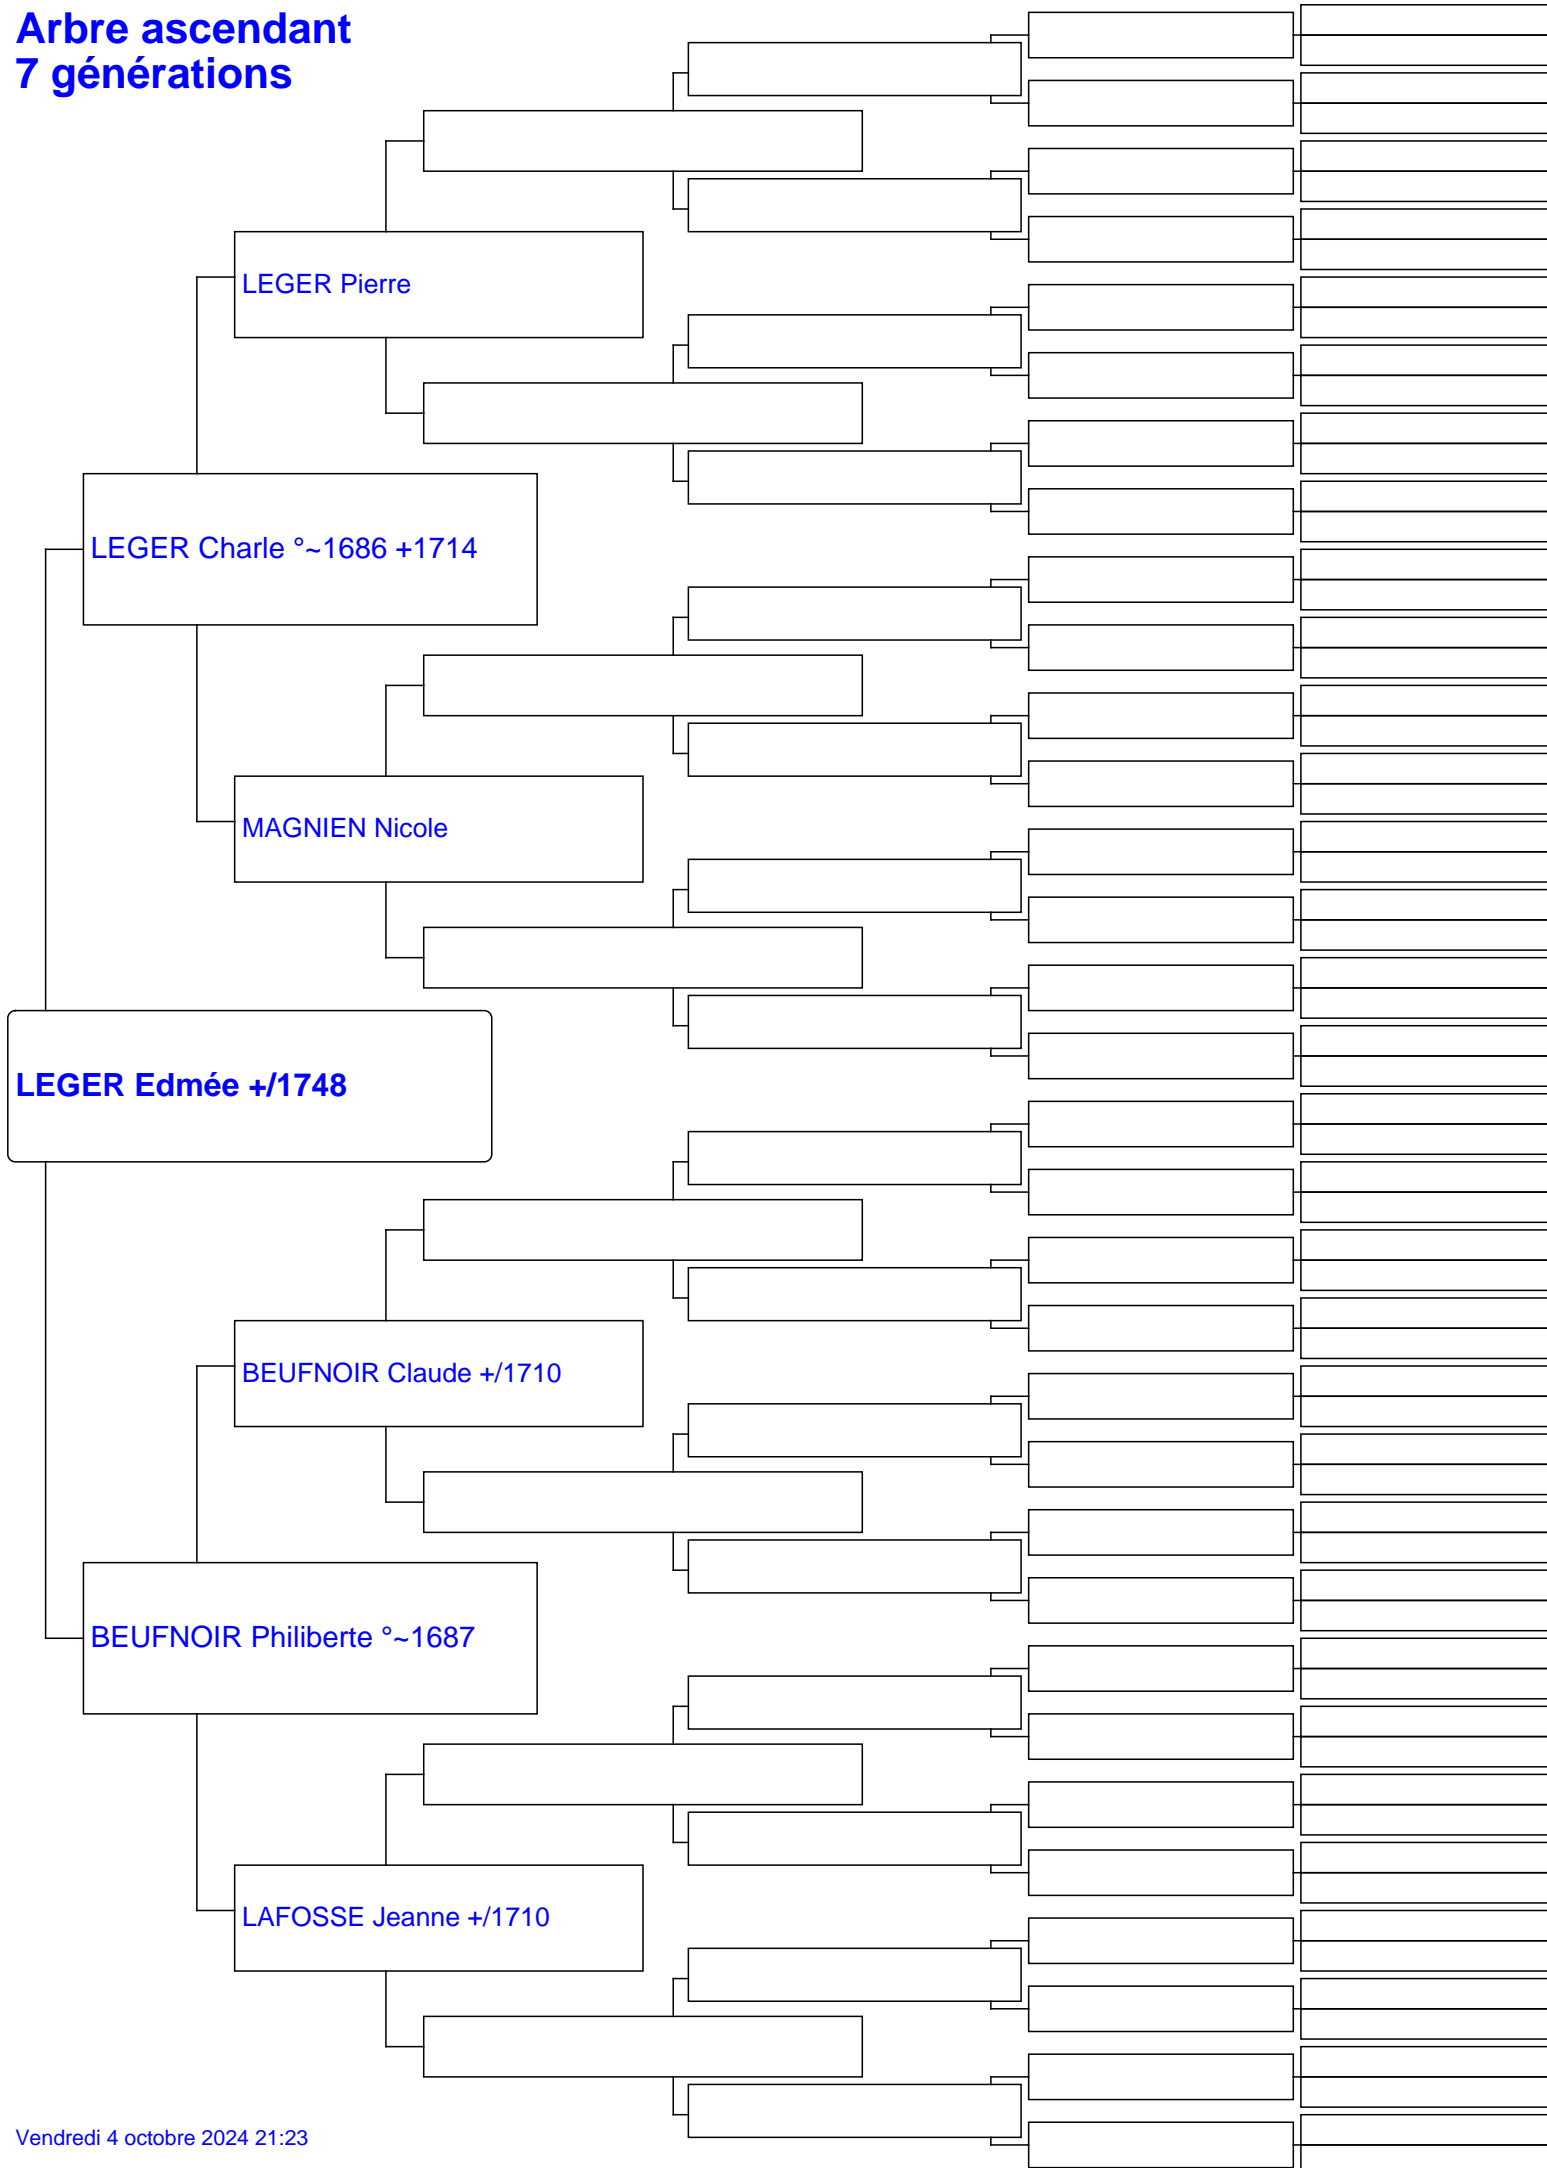 Arbre ascendant
7 générations
LEGER Pierre
LEGER Charle °~1686 +1714
MAGNIEN Nicole
LEGER Edmée +/1748
BEUFNOIR Claude +/1710
BEUFNOIR Philiberte °~1687
LAFOSSE Jeanne +/1710
Vendredi 4 octobre 2024 21:23